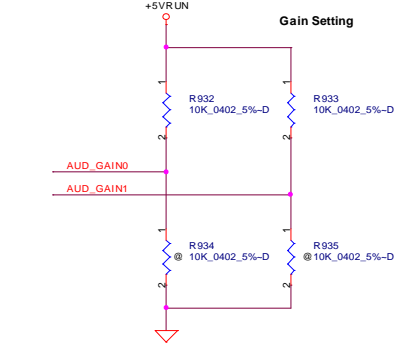 +5VRUN
Gain Setting
1
1
R932
10K_0402_5%~D
R933
10K_0402_5%~D
2
2
AUD_GAIN0
AUD_GAIN1
1
1
R934
@ 10K_0402_5%~D
R935
@ 10K_0402_5%~D
2
2